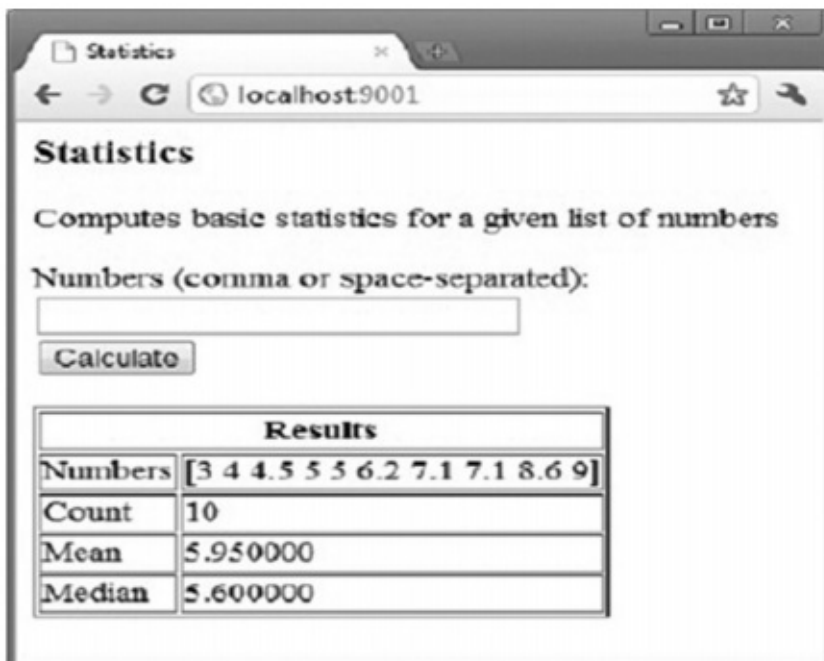 Statistics
localhost:9001
Statistics
Computes basic statistics for a given list of numbers
Numbers (comma or space-separated):
Calculate
Results
Numbers [3 4 4.5 5 5 6.2 7.1 7.1 8.6 9]
Count 10
Mean 5.950000
Median 5.600000